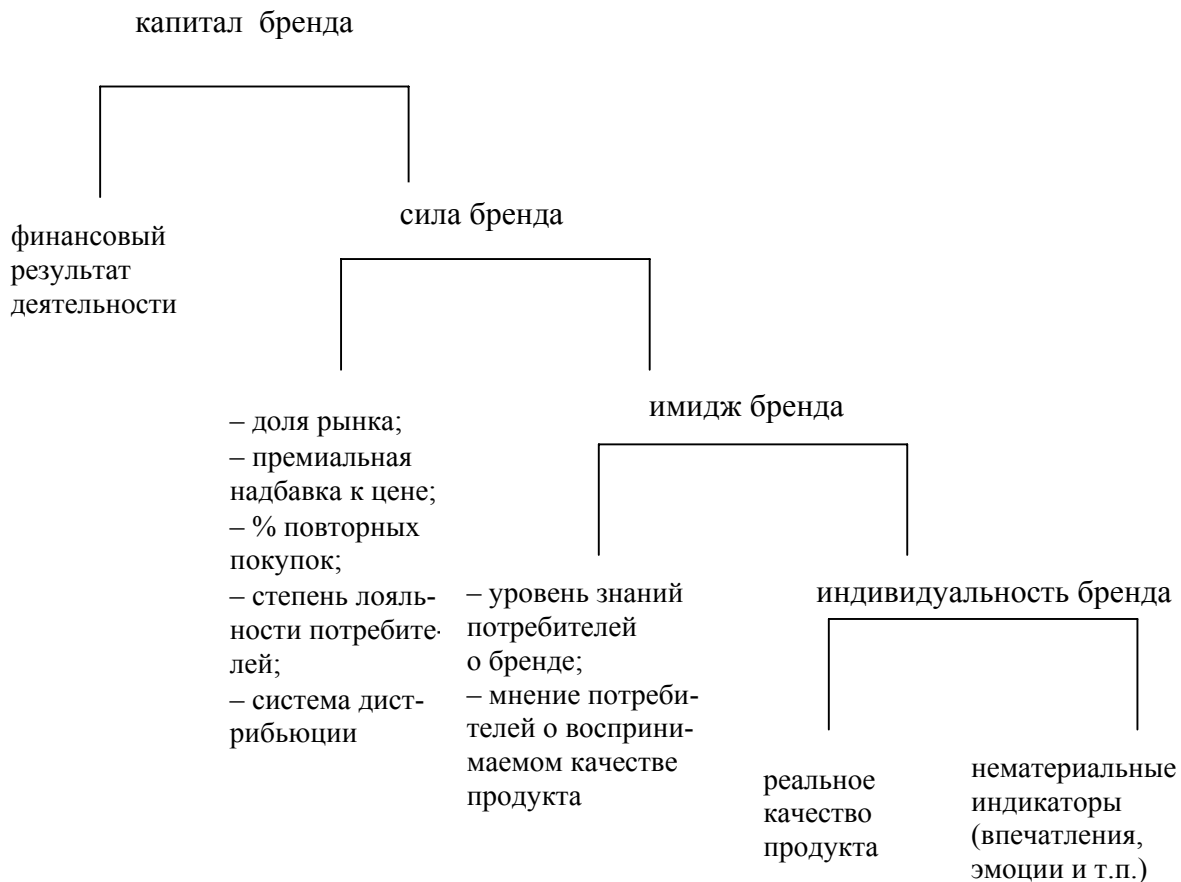 капитал бренда
финансовый
результат
деятельности
сила бренда
– доля рынка;
– премиальная
надбавка к цене;
– % повторных
покупок;
– степень лояль-
ности потребите-
лей;
– система дист-
рибьюции
имидж бренда
– уровень знаний
потребителей
о бренде;
– мнение потреби-
телей о восприни-
маемом качестве
продукта
индивидуальность бренда
реальное
качество
продукта
нематериальные
индикаторы
(впечатления,
эмоции и т.п.)